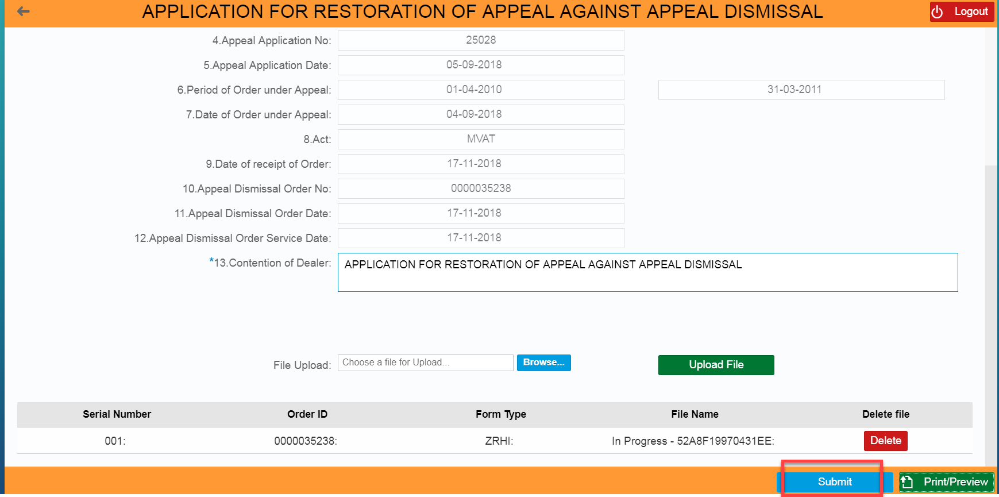 APPLICATION FOR RESTORATION OF APPEAL AGAINST APPEAL DISMISSAL
Logout
4.Appeal Application No: 25028
5.Appeal Application Date: 05-09-2018
6.Period of Order under Appeal: 01-04-2010 31-03-2011
7.Date of Order under Appeal: 04-09-2018
8.Act: MVAT
9.Date of receipt of Order: 17-11-2018
10.Appeal Dismissal Order No: 0000035238
11.Appeal Dismissal Order Date: 17-11-2018
12.Appeal Dismissal Order Service Date: 17-11-2018
*13.Contention of Dealer: APPLICATION FOR RESTORATION OF APPEAL AGAINST APPEAL DISMISSAL
File Upload: Choose a file for Upload... Browse... Upload File
Serial Number Order ID Form Type File Name Delete file
001: 0000035238: ZRHI: In Progress - 52A8F19970431EE: Delete
Submit Print/Preview